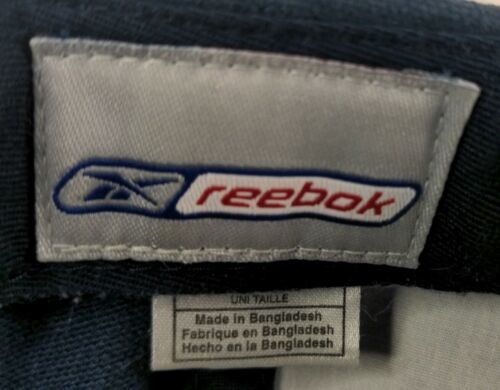 reebok
UNI TAILLE
Made in Bangladesh
Fabrique en Bangladesh
Hecho en la Bangladesh